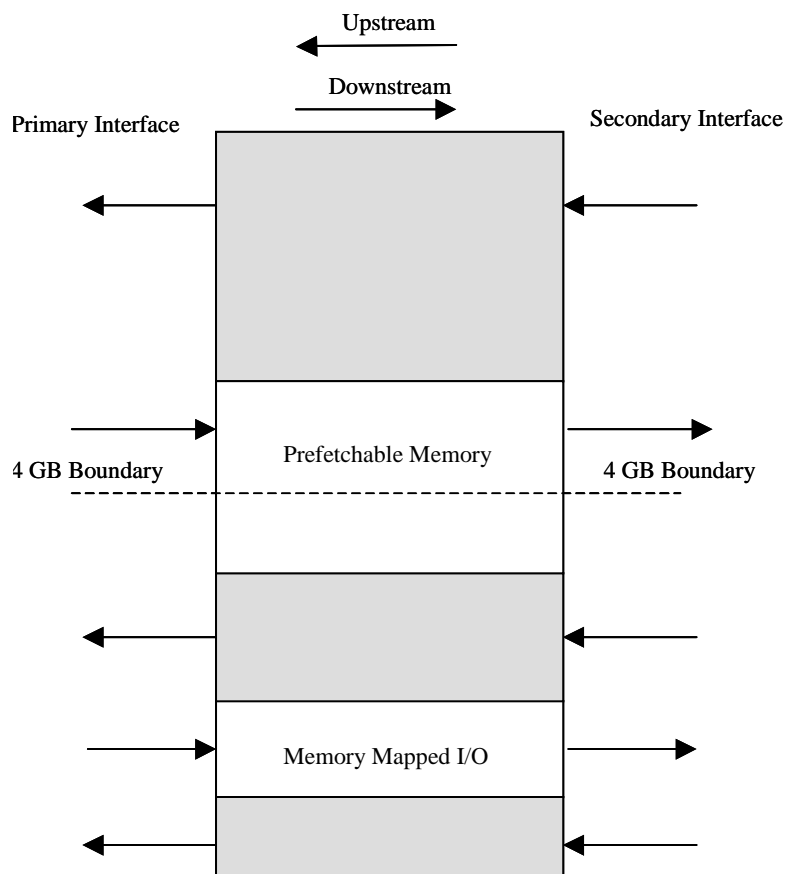 Upstream
Downstream
Primary Interface
Secondary Interface
Prefetchable Memory
4 GB Boundary
4 GB Boundary
Memory Mapped I/O